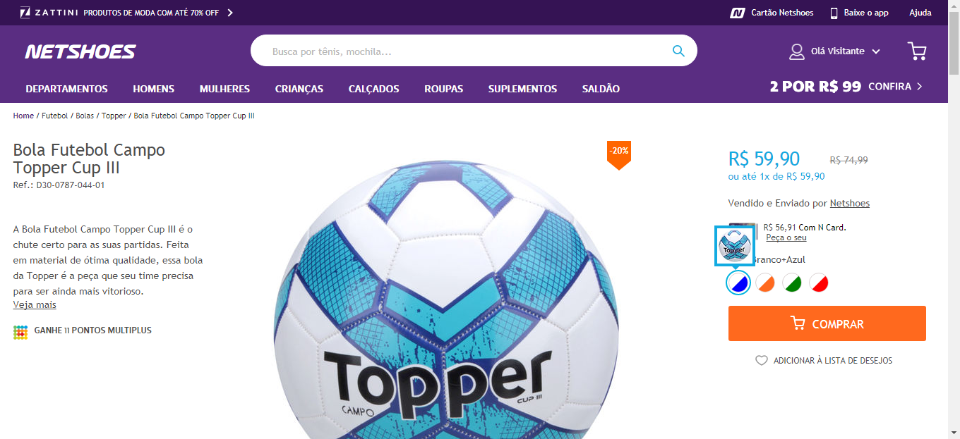 ZATTINI PRODUTOS DE MODA COM ATÉ 70% OFF
Cartão Netshoes
Baixe o app
Ajuda
NETSHOES
Busca por tênis, mochila...
Olá Visitante
DEPARTAMENTOS HOMENS MULHERES CRIANÇAS CALÇADOS ROUPAS SUPLEMENTOS SALDÃO
2 POR R$ 99 CONFIRA
Home / Futebol / Bolas / Topper / Bola Futebol Campo Topper Cup III
Bola Futebol Campo
Topper Cup III
Ref.: D30-0787-044-01
A Bola Futebol Campo Topper Cup III é o
chute certo para as suas partidas. Feita
em material de ótima qualidade, essa bola
da Topper é a peça que seu time precisa
para ser ainda mais vitorioso.
Veja mais
GANHE 11 PONTOS MULTIPLUS
-20%
Topper
CAMPO
CUP III
R$ 59,90 R$ 74,99
ou até 1x de R$ 59,90
Vendido e Enviado por Netshoes
R$ 56,91 Com N Card.
Peça o seu
Topper
ranco+Azul
COMPRAR
ADICIONAR À LISTA DE DESEJOS